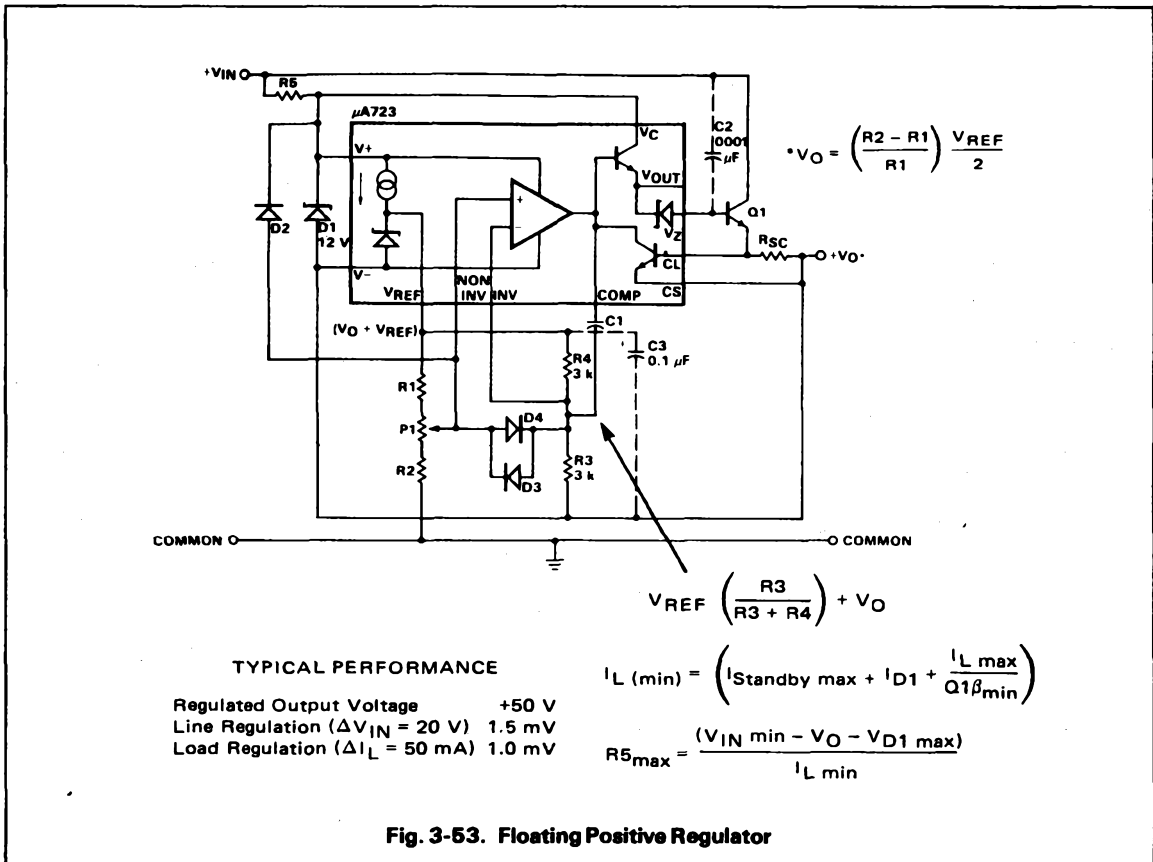 +VIN
R5
μA723
VC
C2
.0001
μF
*VO = ((R2 − R1) / R1) VREF / 2
V+
VOUT
+
−
Q1
D2
D1
12 V
VZ
RSC
+VO*
CL
V−
NON
VREF
INV
INV
COMP
CS
(VO + VREF)
C1
+
C3
0.1 μF
R4
3 k
R1
D4
P1
R3
3 k
R2
D3
COMMON
COMMON
VREF (R3 / (R3 + R4)) + VO
TYPICAL PERFORMANCE
Regulated Output Voltage +50 V
Line Regulation (ΔVIN = 20 V) 1.5 mV
Load Regulation (ΔIL = 50 mA) 1.0 mV
IL (min) = (IStandby max + ID1 + IL max / Q1βmin)
R5max = (VIN min − VO − VD1 max) / IL min
Fig. 3-53. Floating Positive Regulator